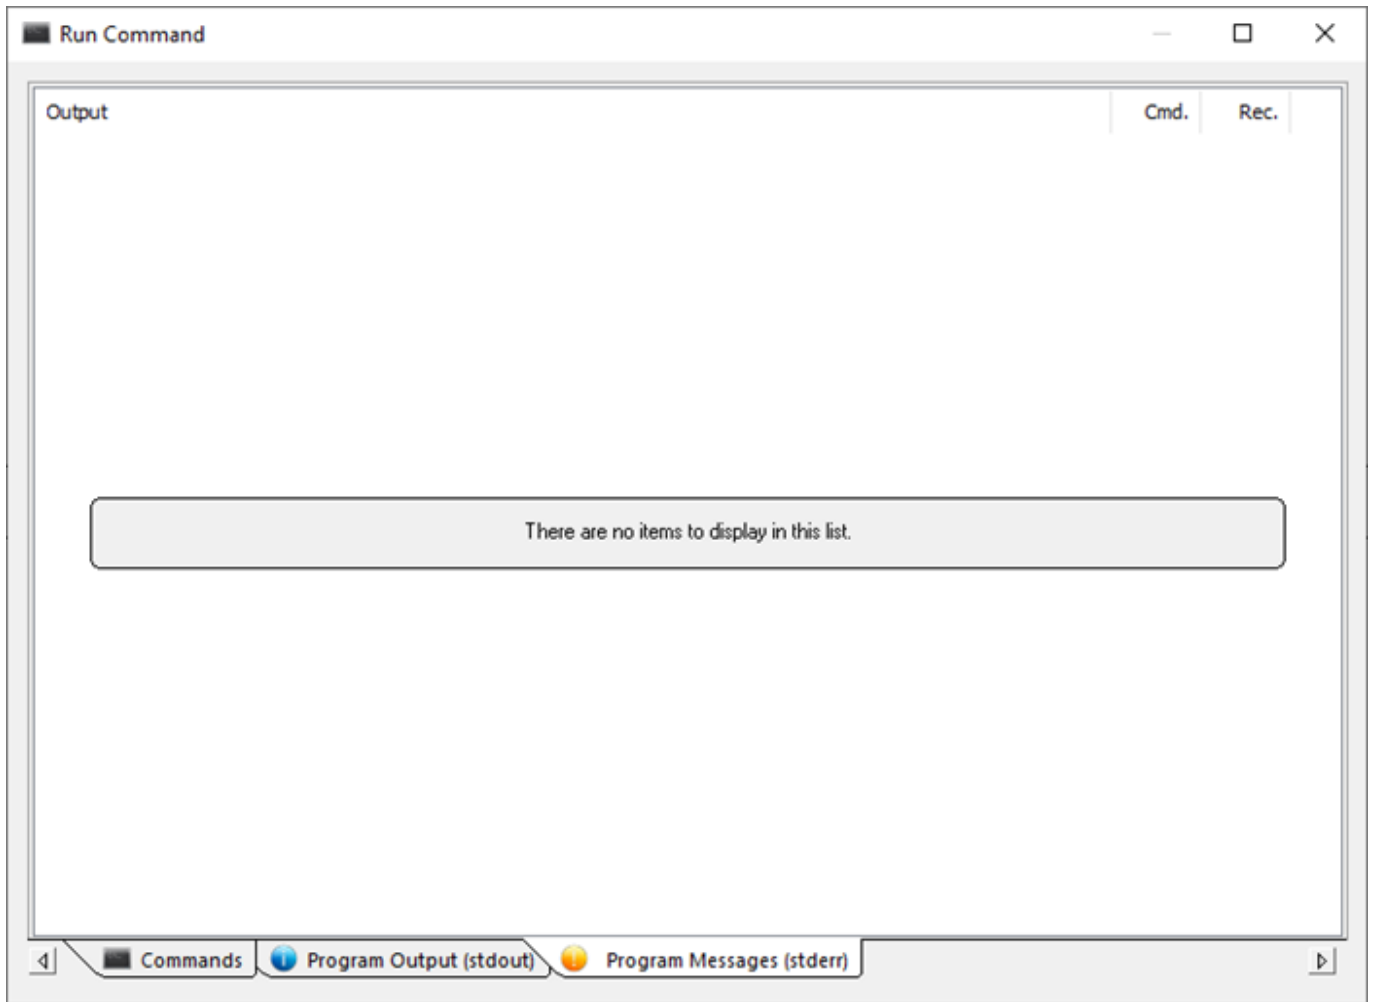 Run Command
Output Cmd. Rec.
There are no items to display in this list.
Commands Program Output (stdout) Program Messages (stderr)